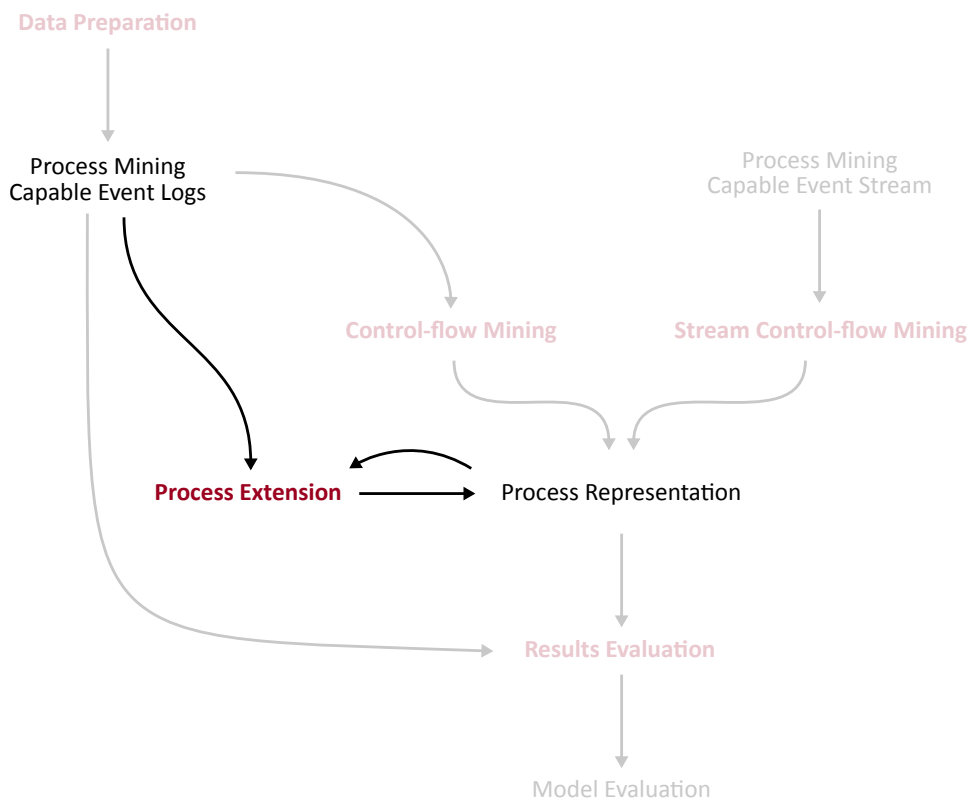 Data Preparation
Process Mining
Capable Event Logs
Process Mining
Capable Event Stream
Control-flow Mining
Stream Control-flow Mining
Process Extension
Process Representation
Results Evaluation
Model Evaluation